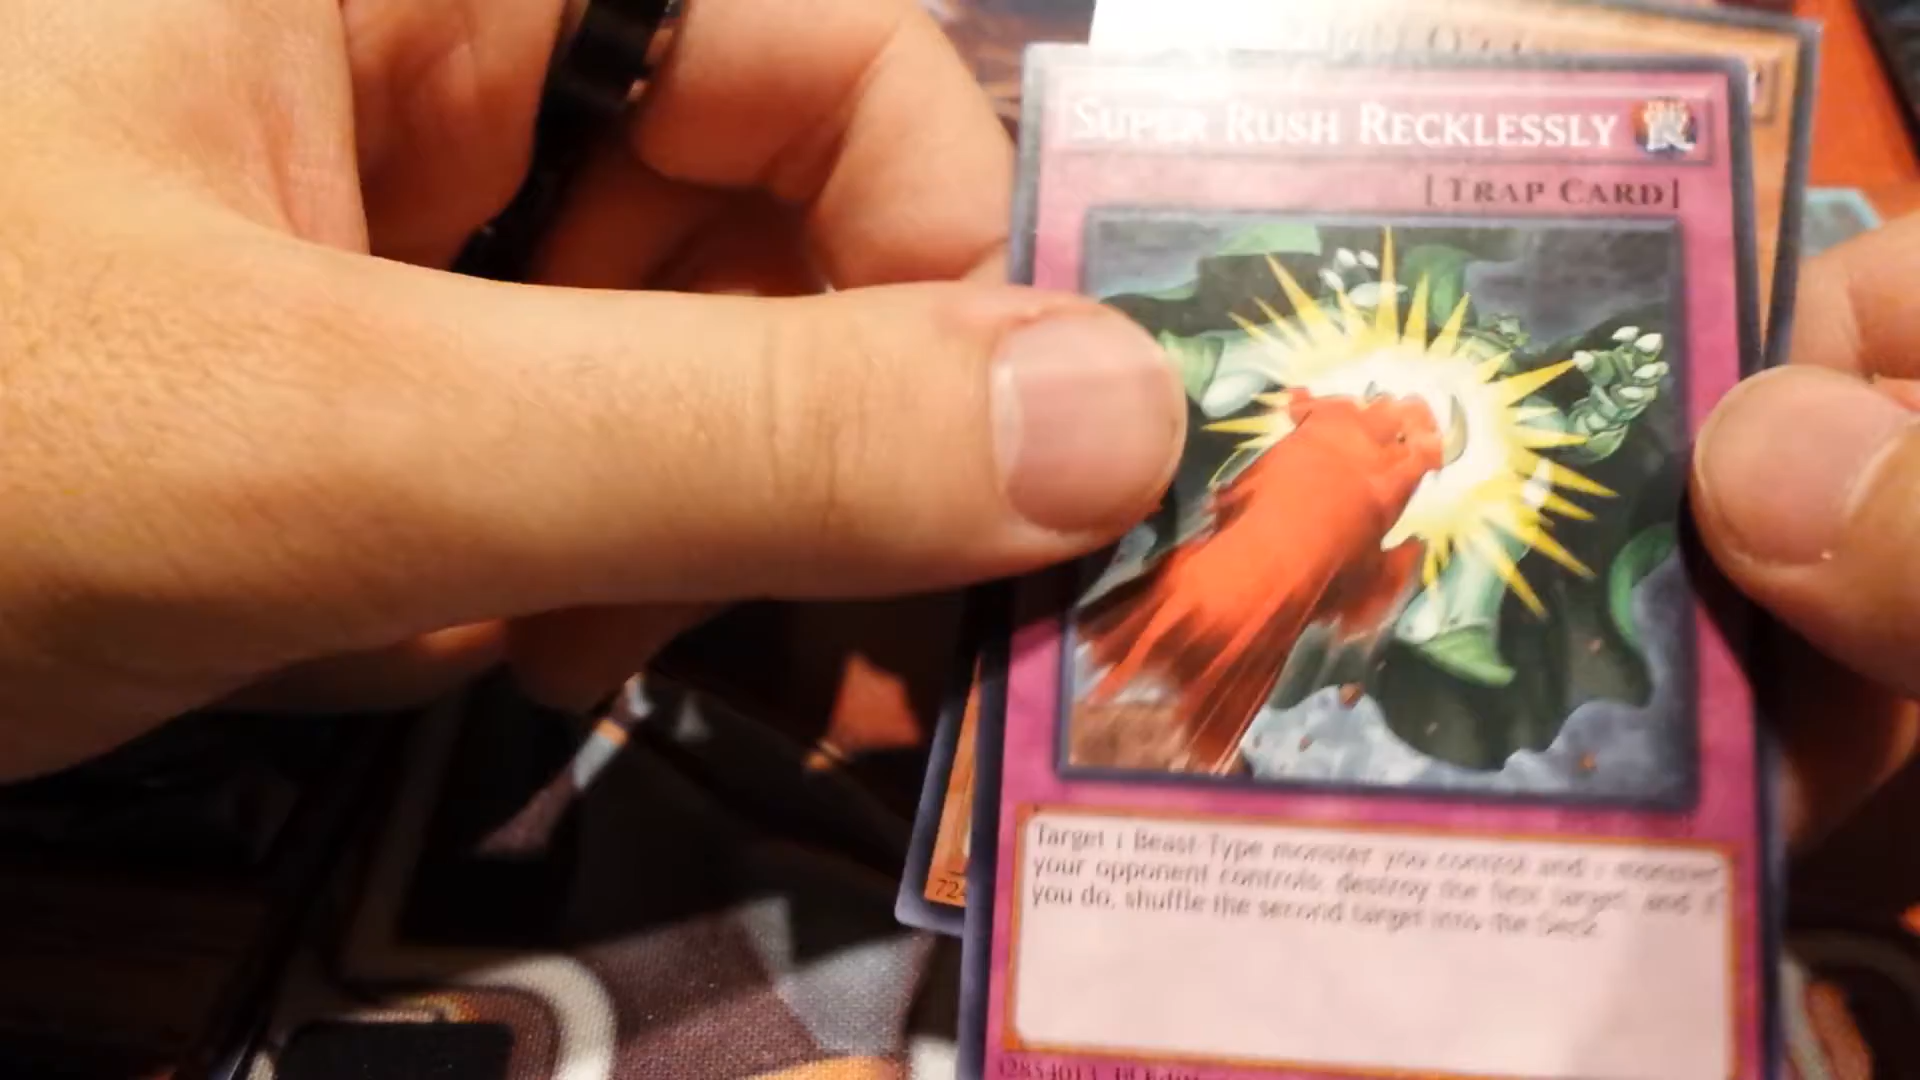 SUPER RUSH RECKLESSLY
[TRAP CARD]
Target 1 Beast-Type monster you control and 1 monster
your opponent controls; destroy the first target, and if
you do, shuffle the second target into the Deck.
724